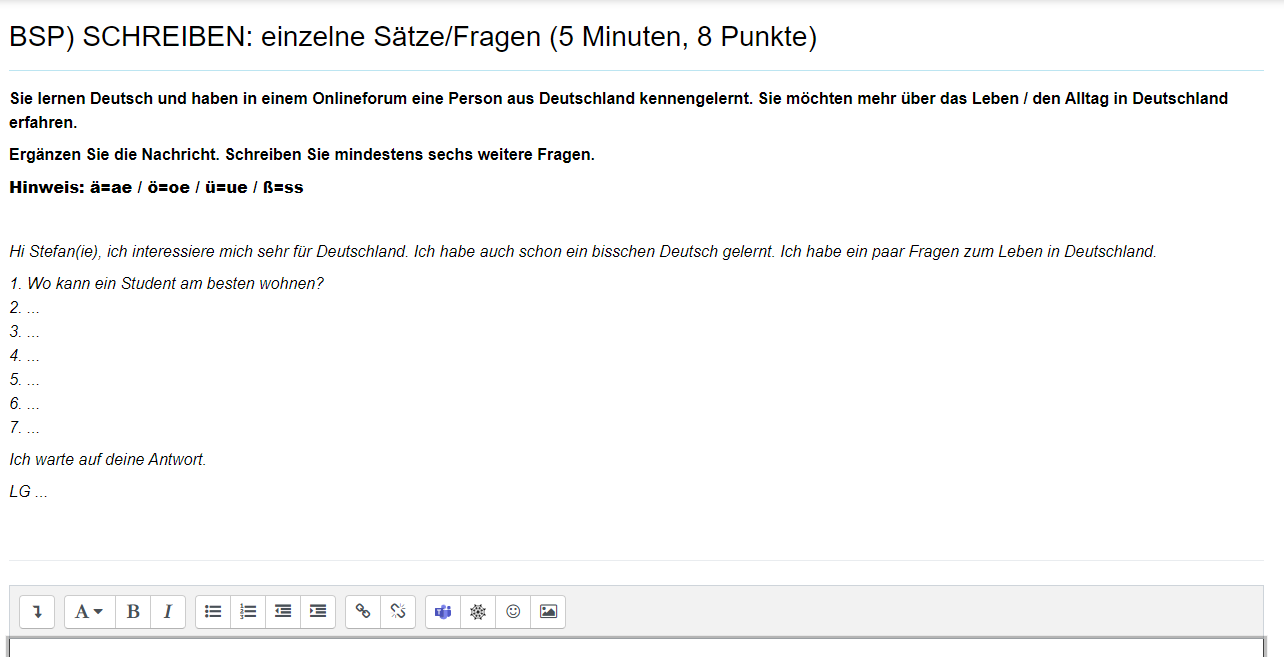 BSP) SCHREIBEN: einzelne Sätze/Fragen (5 Minuten, 8 Punkte)
Sie lernen Deutsch und haben in einem Onlineforum eine Person aus Deutschland kennengelernt. Sie möchten mehr über das Leben / den Alltag in Deutschland
erfahren.
Ergänzen Sie die Nachricht. Schreiben Sie mindestens sechs weitere Fragen.
Hinweis: ä=ae / ö=oe / ü=ue / ß=ss
Hi Stefan(ie), ich interessiere mich sehr für Deutschland. Ich habe auch schon ein bisschen Deutsch gelernt. Ich habe ein paar Fragen zum Leben in Deutschland.
1. Wo kann ein Student am besten wohnen?
2. ...
3. ...
4. ...
5. ...
6. ...
7. ...
Ich warte auf deine Antwort.
LG ...
A B I